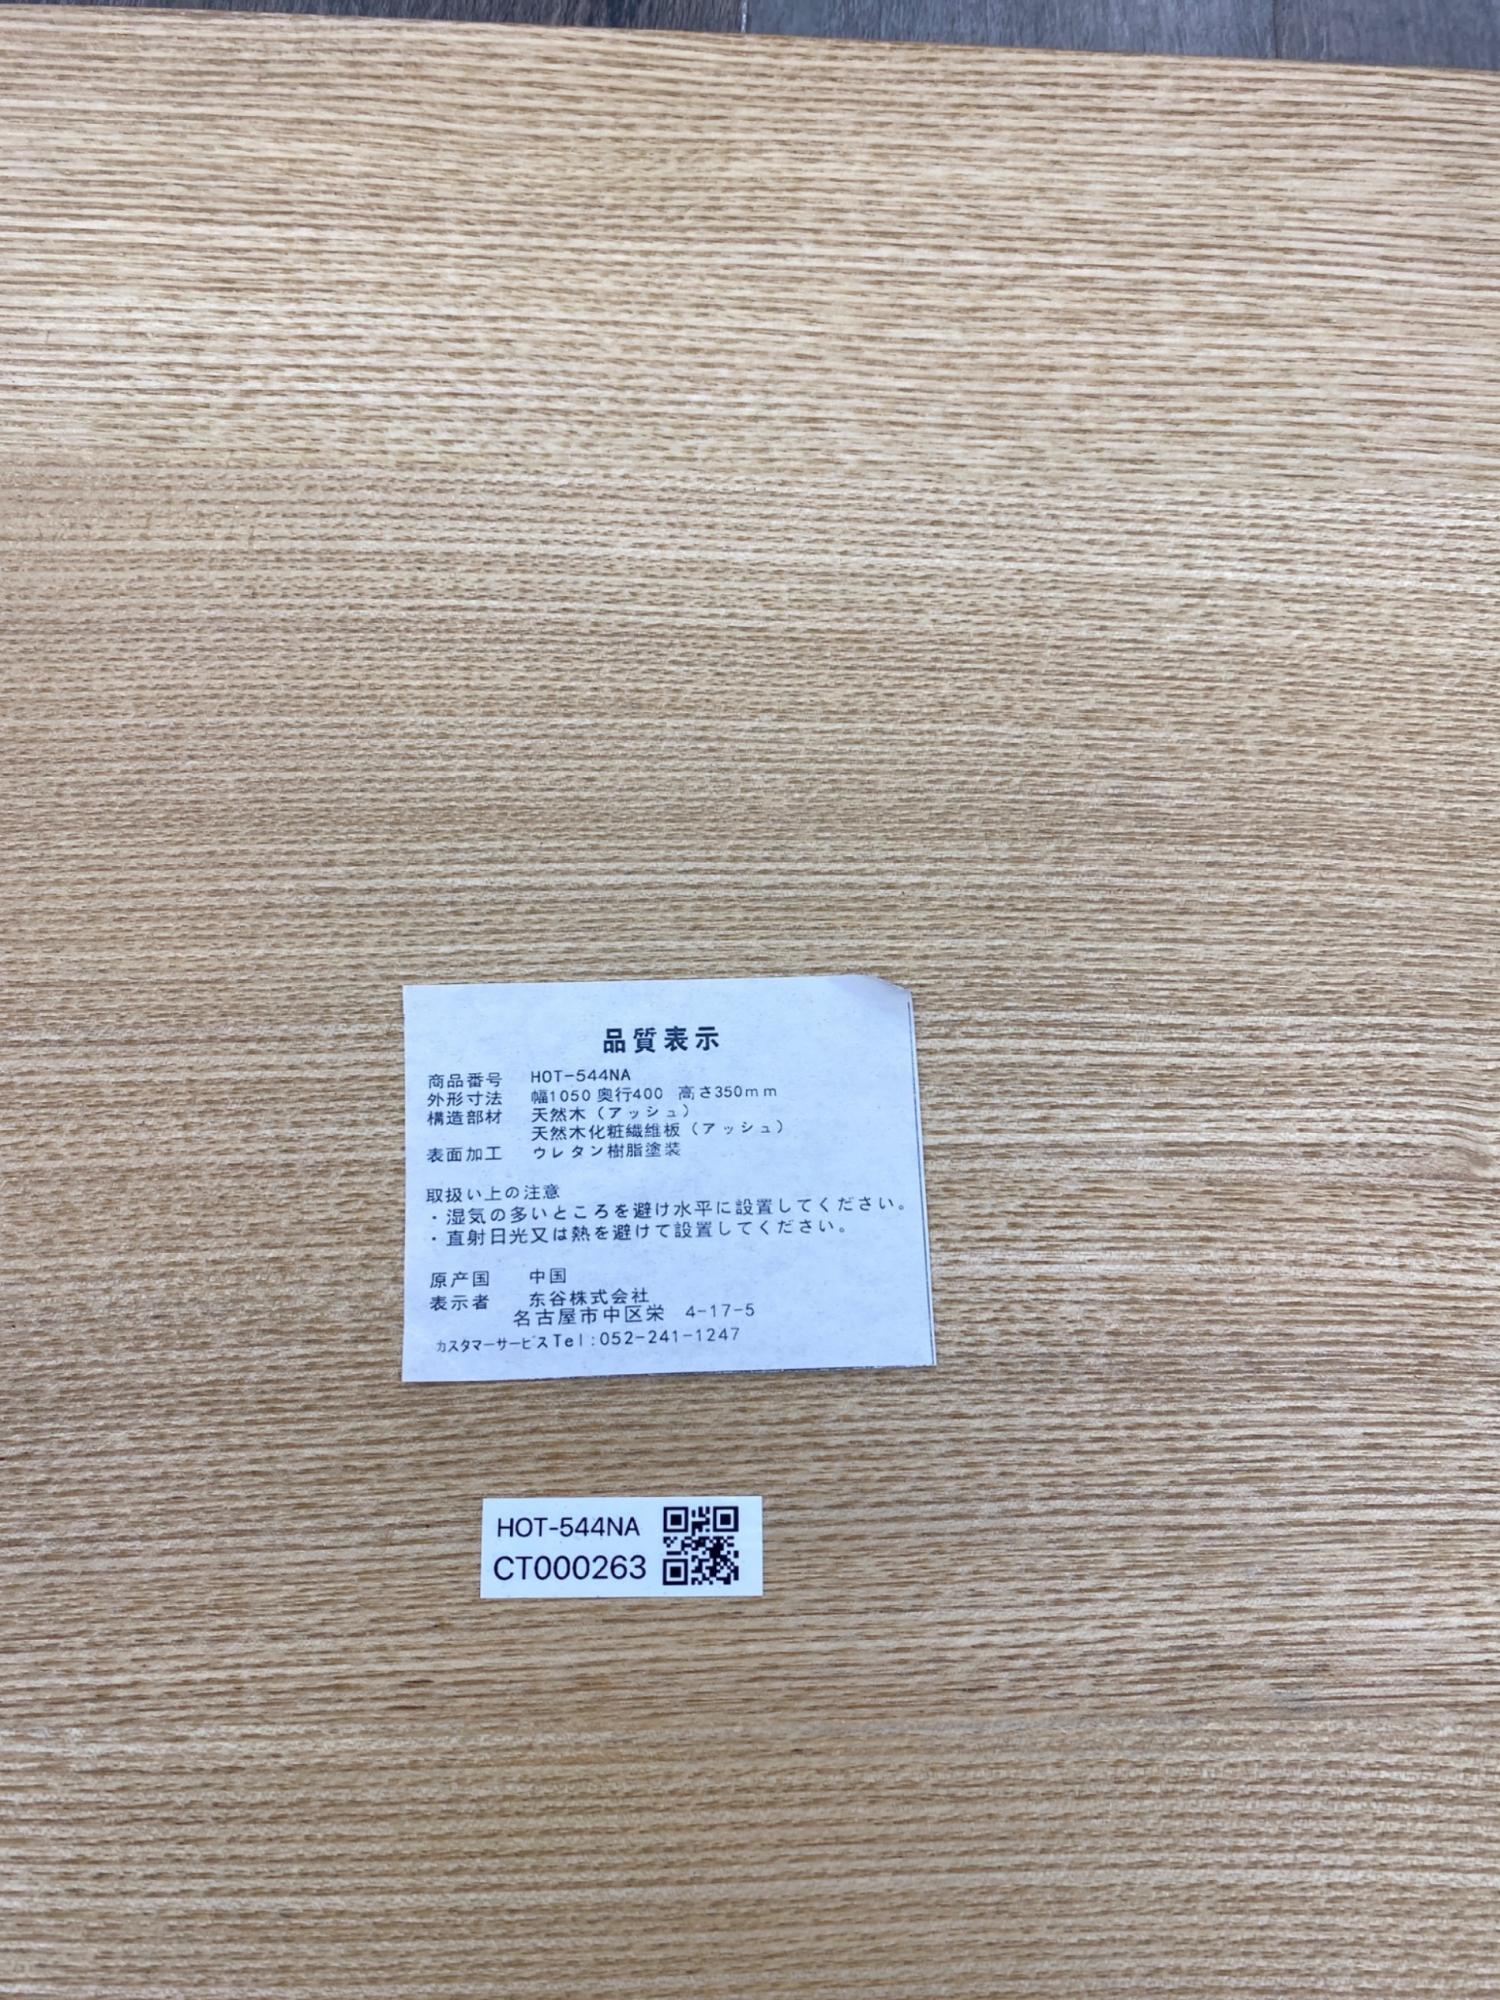 品質表示
商品番号 HOT-544NA
外形寸法 幅1050 奥行400 高さ350mm
構造部材 天然木（アッシュ）
天然木化粧繊維板（アッシュ）
表面加工 ウレタン樹脂塗装
取扱い上の注意
・湿気の多いところを避け水平に設置してください。
・直射日光又は熱を避けて設置してください。
原产国 中国
表示者 东谷株式会社
名古屋市中区栄 4-17-5
カスタマーサービスTel:052-241-1247
HOT-544NA
CT000263